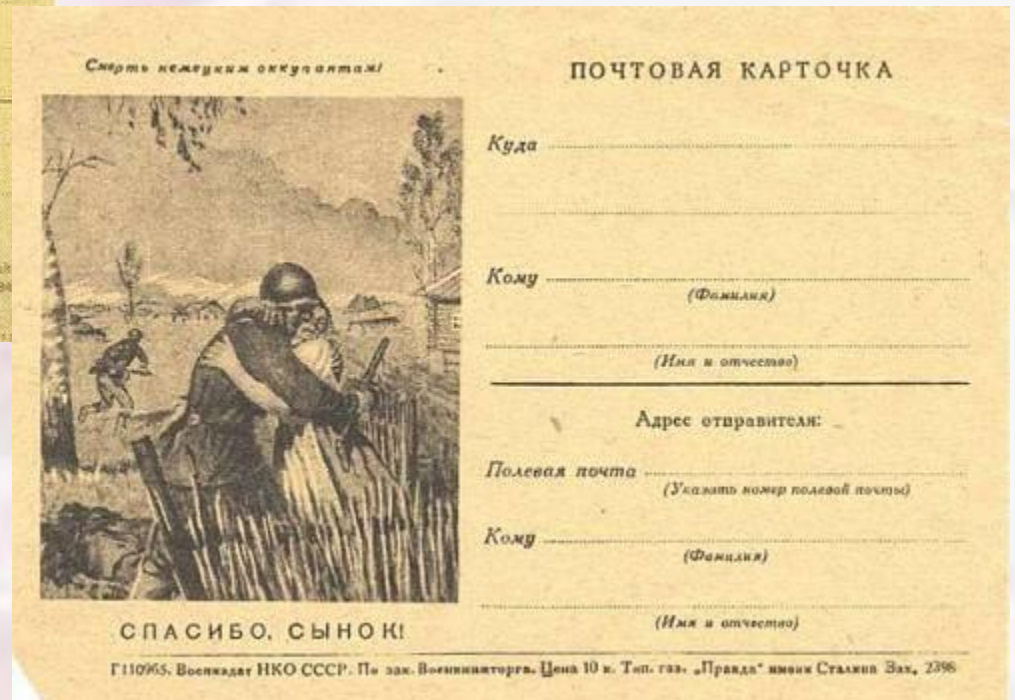 Смерть немецким оккупантам!
ПОЧТОВАЯ КАРТОЧКА
Куда
Кому
(Фамилия)
(Имя и отчество)
Адрес отправителя:
Полевая почта
(Указать номер полевой почты)
Кому
(Фамилия)
(Имя и отчество)
СПАСИБО, СЫНОК!
Г110965. Воениздат НКО СССР. По зак. Военвоенторга. Цена 10 к. Тип. газ. „Правда“ имени Сталина Зак. 2396